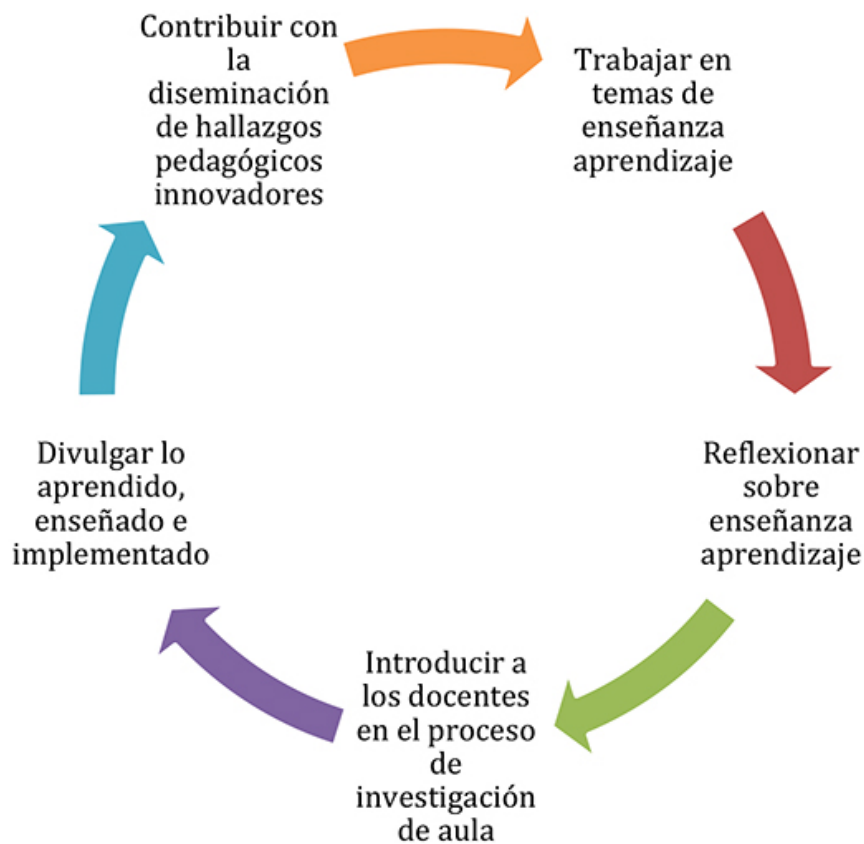 Contribuir con
la
diseminación
de hallazgos
pedagógicos
innovadores
Trabajar en
temas de
enseñanza
aprendizaje
Reflexionar
sobre
enseñanza
aprendizaje
Introducir a
los docentes
en el proceso
de
investigación
de aula
Divulgar lo
aprendido,
enseñado e
implementado